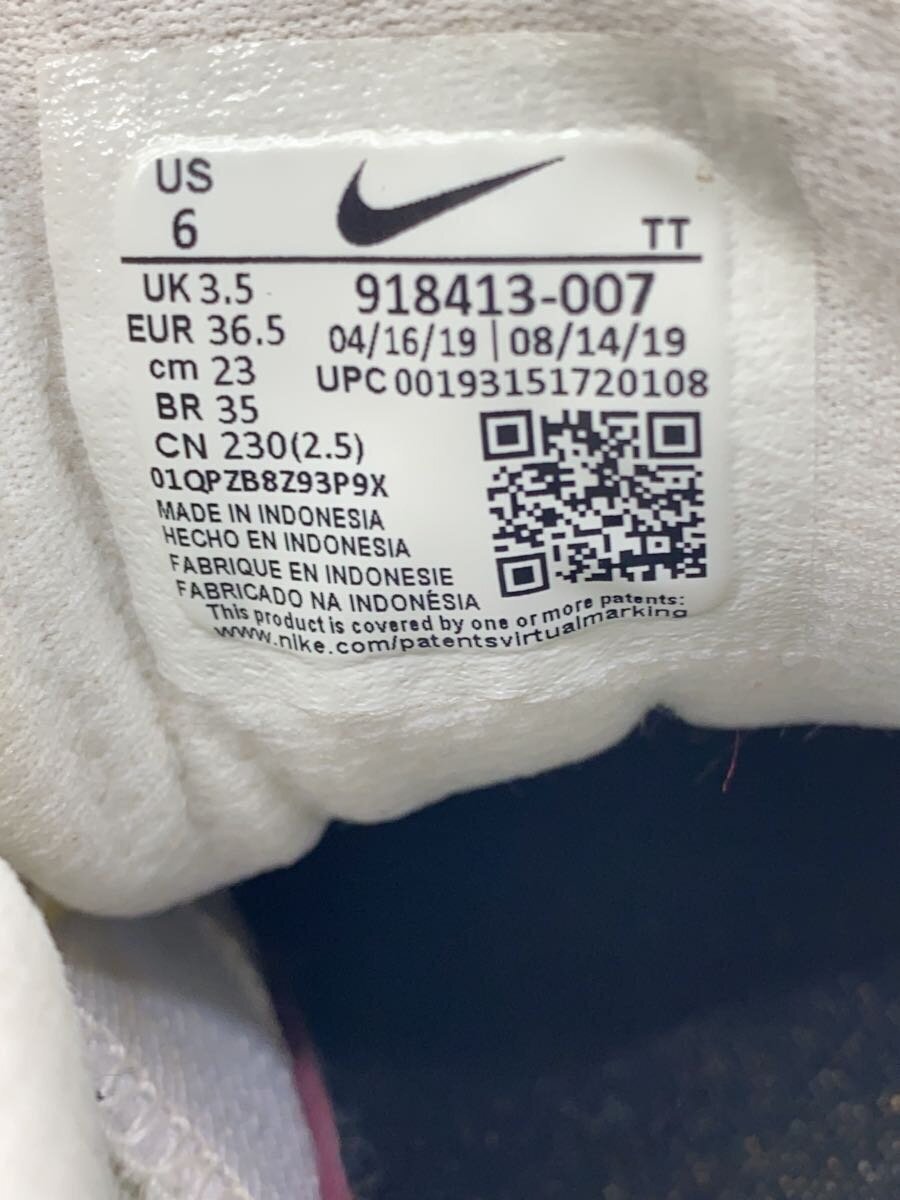 US
6
TT
UK 3.5
918413-007
EUR 36.5
04/16/19 | 08/14/19
cm 23
UPC 00193151720108
BR 35
CN 230(2.5)
01QPZB8Z93P9X
MADE IN INDONESIA
HECHO EN INDONESIA
FABRIQUE EN INDONESIE
FABRICADO NA INDONÉSIA
This product is covered by one or more patents:
www.nike.com/patentsvirtualmarking